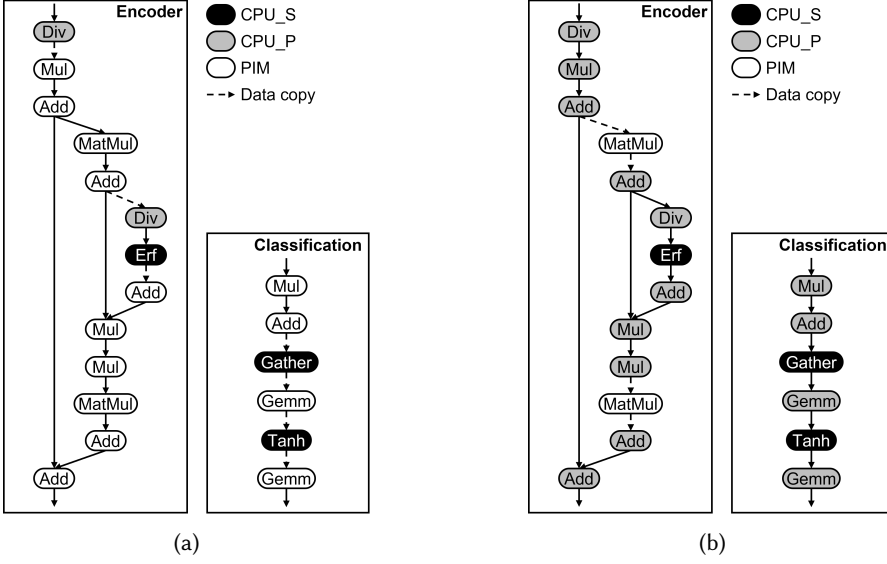 Encoder
Div
Mul
Add
MatMul
Add
Div
Erf
Add
Mul
Mul
MatMul
Add
Add
CPU_S
CPU_P
PIM
Data copy
Classification
Mul
Add
Gather
Gemm
Tanh
Gemm
(a)
Encoder
Div
Mul
Add
MatMul
Add
Div
Erf
Add
Mul
Mul
MatMul
Add
Add
CPU_S
CPU_P
PIM
Data copy
Classification
Mul
Add
Gather
Gemm
Tanh
Gemm
(b)